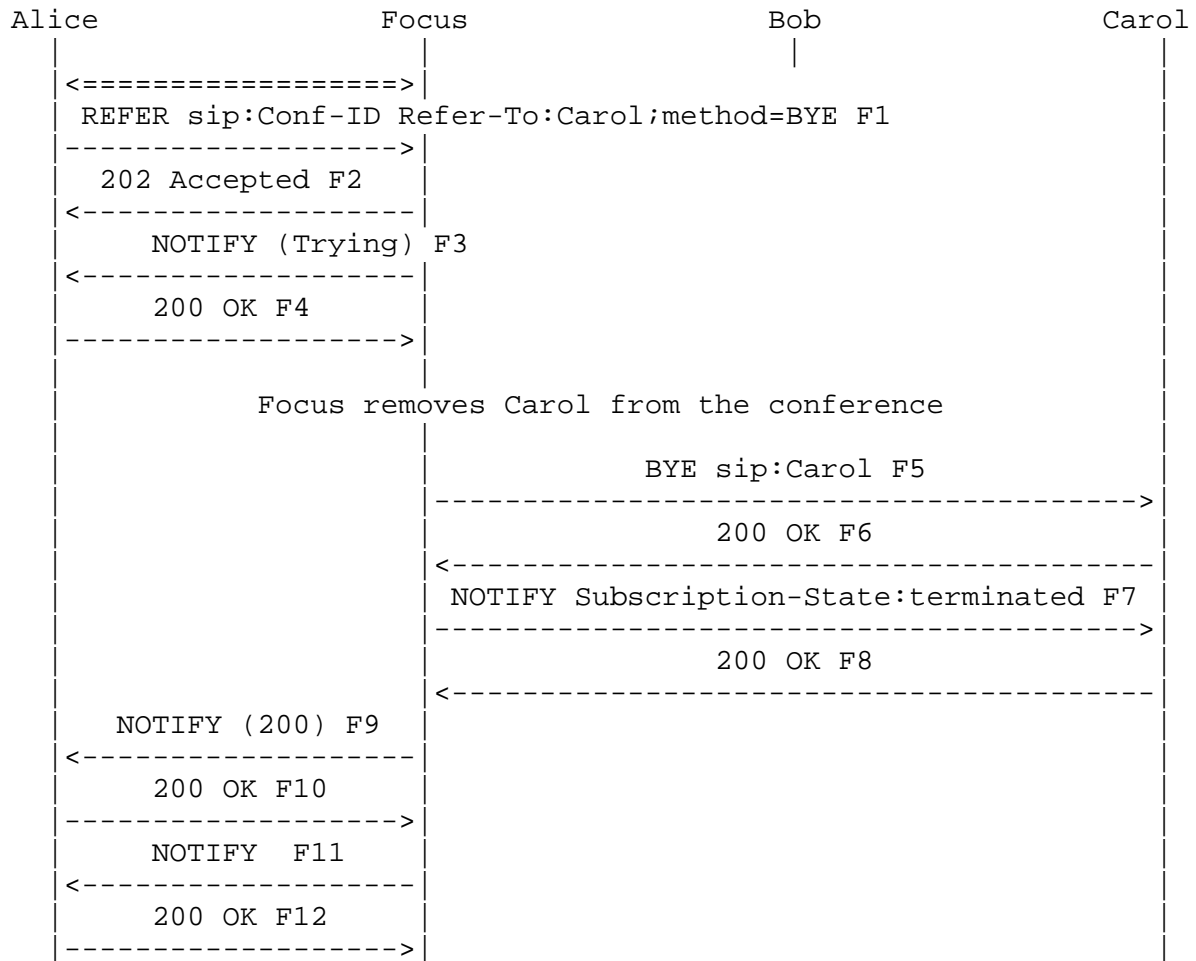 Alice Focus Bob Carol
REFER sip:Conf-ID Refer-To:Carol;method=BYE F1
202 Accepted F2
NOTIFY (Trying) F3
200 OK F4
Focus removes Carol from the conference
BYE sip:Carol F5
200 OK F6
NOTIFY Subscription-State:terminated F7
200 OK F8
NOTIFY (200) F9
200 OK F10
NOTIFY F11
200 OK F12